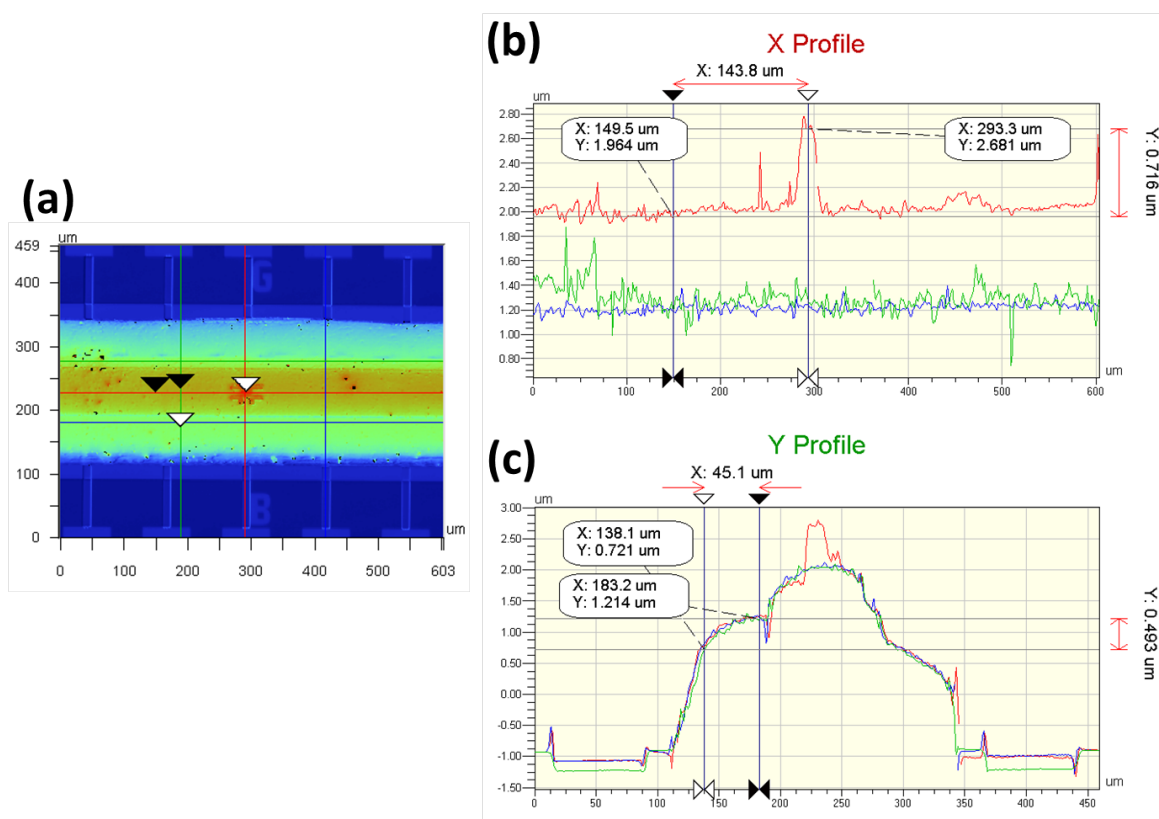 (a)
um
459
400
300
200
100
0
G
B
um
0 100 200 300 400 500 603
(b)
X Profile
X: 143.8 um
um
2.80
2.60
2.40
2.20
2.00
1.80
1.60
1.40
1.20
1.00
0.80
X: 149.5 um
Y: 1.964 um
X: 293.3 um
Y: 2.681 um
Y: 0.716 um
um
0 100 200 300 400 500 600
(c)
Y Profile
X: 45.1 um
um
3.00
2.50
2.00
1.50
1.00
0.50
0.00
-0.50
-1.00
-1.50
X: 138.1 um
Y: 0.721 um
X: 183.2 um
Y: 1.214 um
Y: 0.493 um
um
0 50 100 150 200 250 300 350 400 450